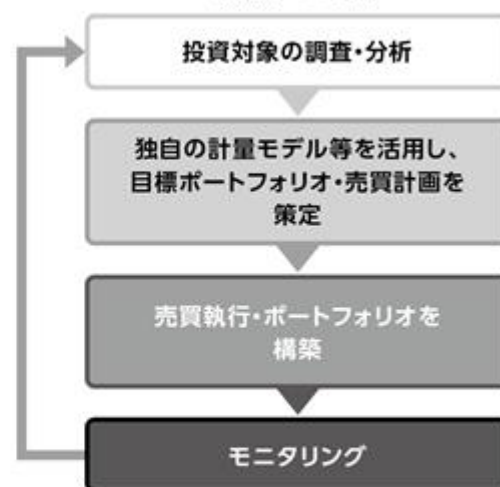 投資対象の調査・分析
独自の計量モデル等を活用し、
目標ポートフォリオ・売買計画を
策定
売買執行・ポートフォリオを
構築
モニタリング